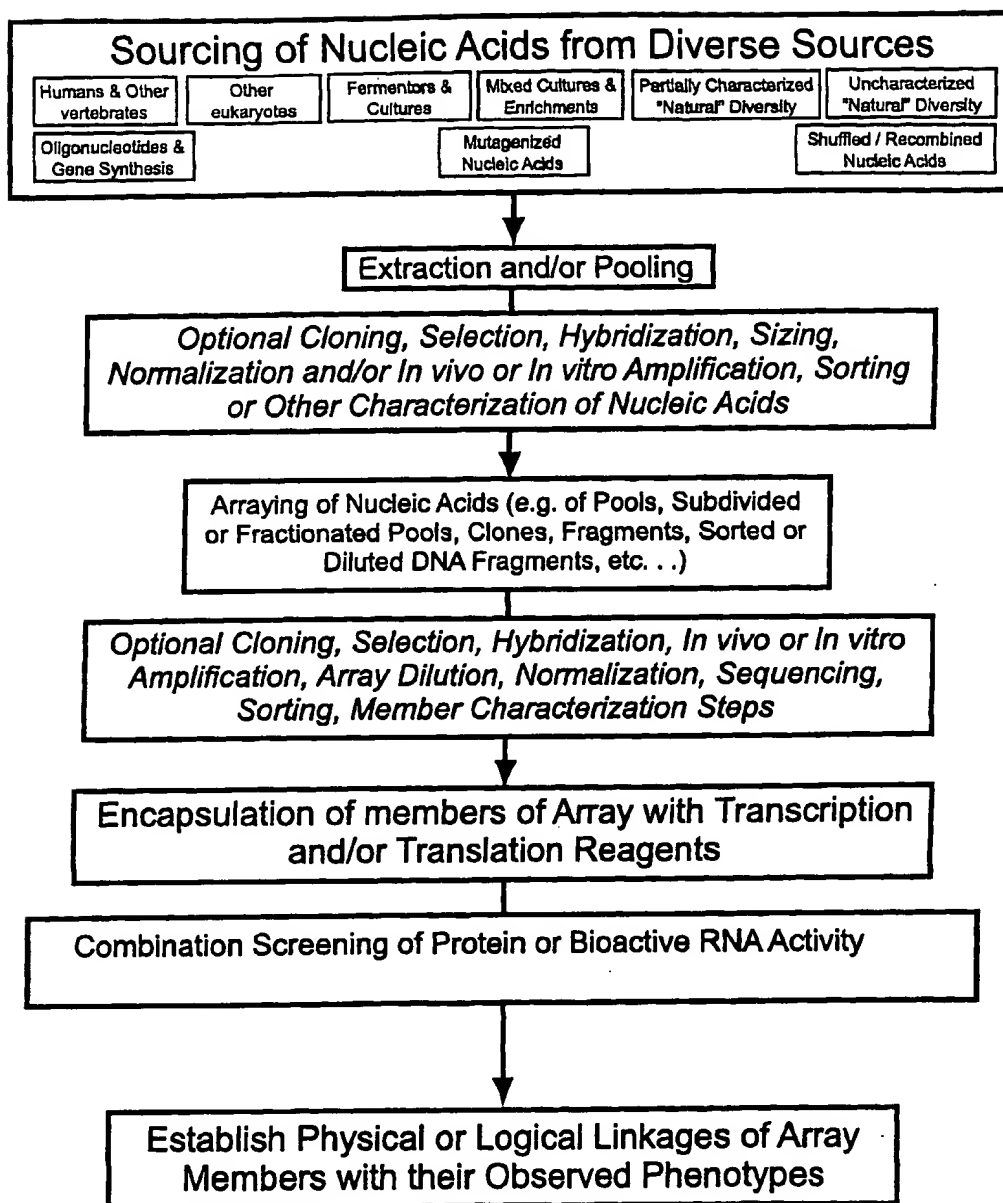 Sourcing of Nucleic Acids from Diverse Sources
Humans & Other
vertebrates
Other
eukaryotes
Fermentors &
Cultures
Mixed Cultures &
Enrichments
Partially Characterized
"Natural" Diversity
Uncharacterized
"Natural" Diversity
Oligonucleotides &
Gene Synthesis
Mutagenized
Nucleic Acids
Shuffled / Recombined
Nucleic Acids
Extraction and/or Pooling
Optional Cloning, Selection, Hybridization, Sizing,
Normalization and/or In vivo or In vitro Amplification, Sorting
or Other Characterization of Nucleic Acids
Arraying of Nucleic Acids (e.g. of Pools, Subdivided
or Fractionated Pools, Clones, Fragments, Sorted or
Diluted DNA Fragments, etc. . .)
Optional Cloning, Selection, Hybridization, In vivo or In vitro
Amplification, Array Dilution, Normalization, Sequencing,
Sorting, Member Characterization Steps
Encapsulation of members of Array with Transcription
and/or Translation Reagents
Combination Screening of Protein or Bioactive RNA Activity
Establish Physical or Logical Linkages of Array
Members with their Observed Phenotypes